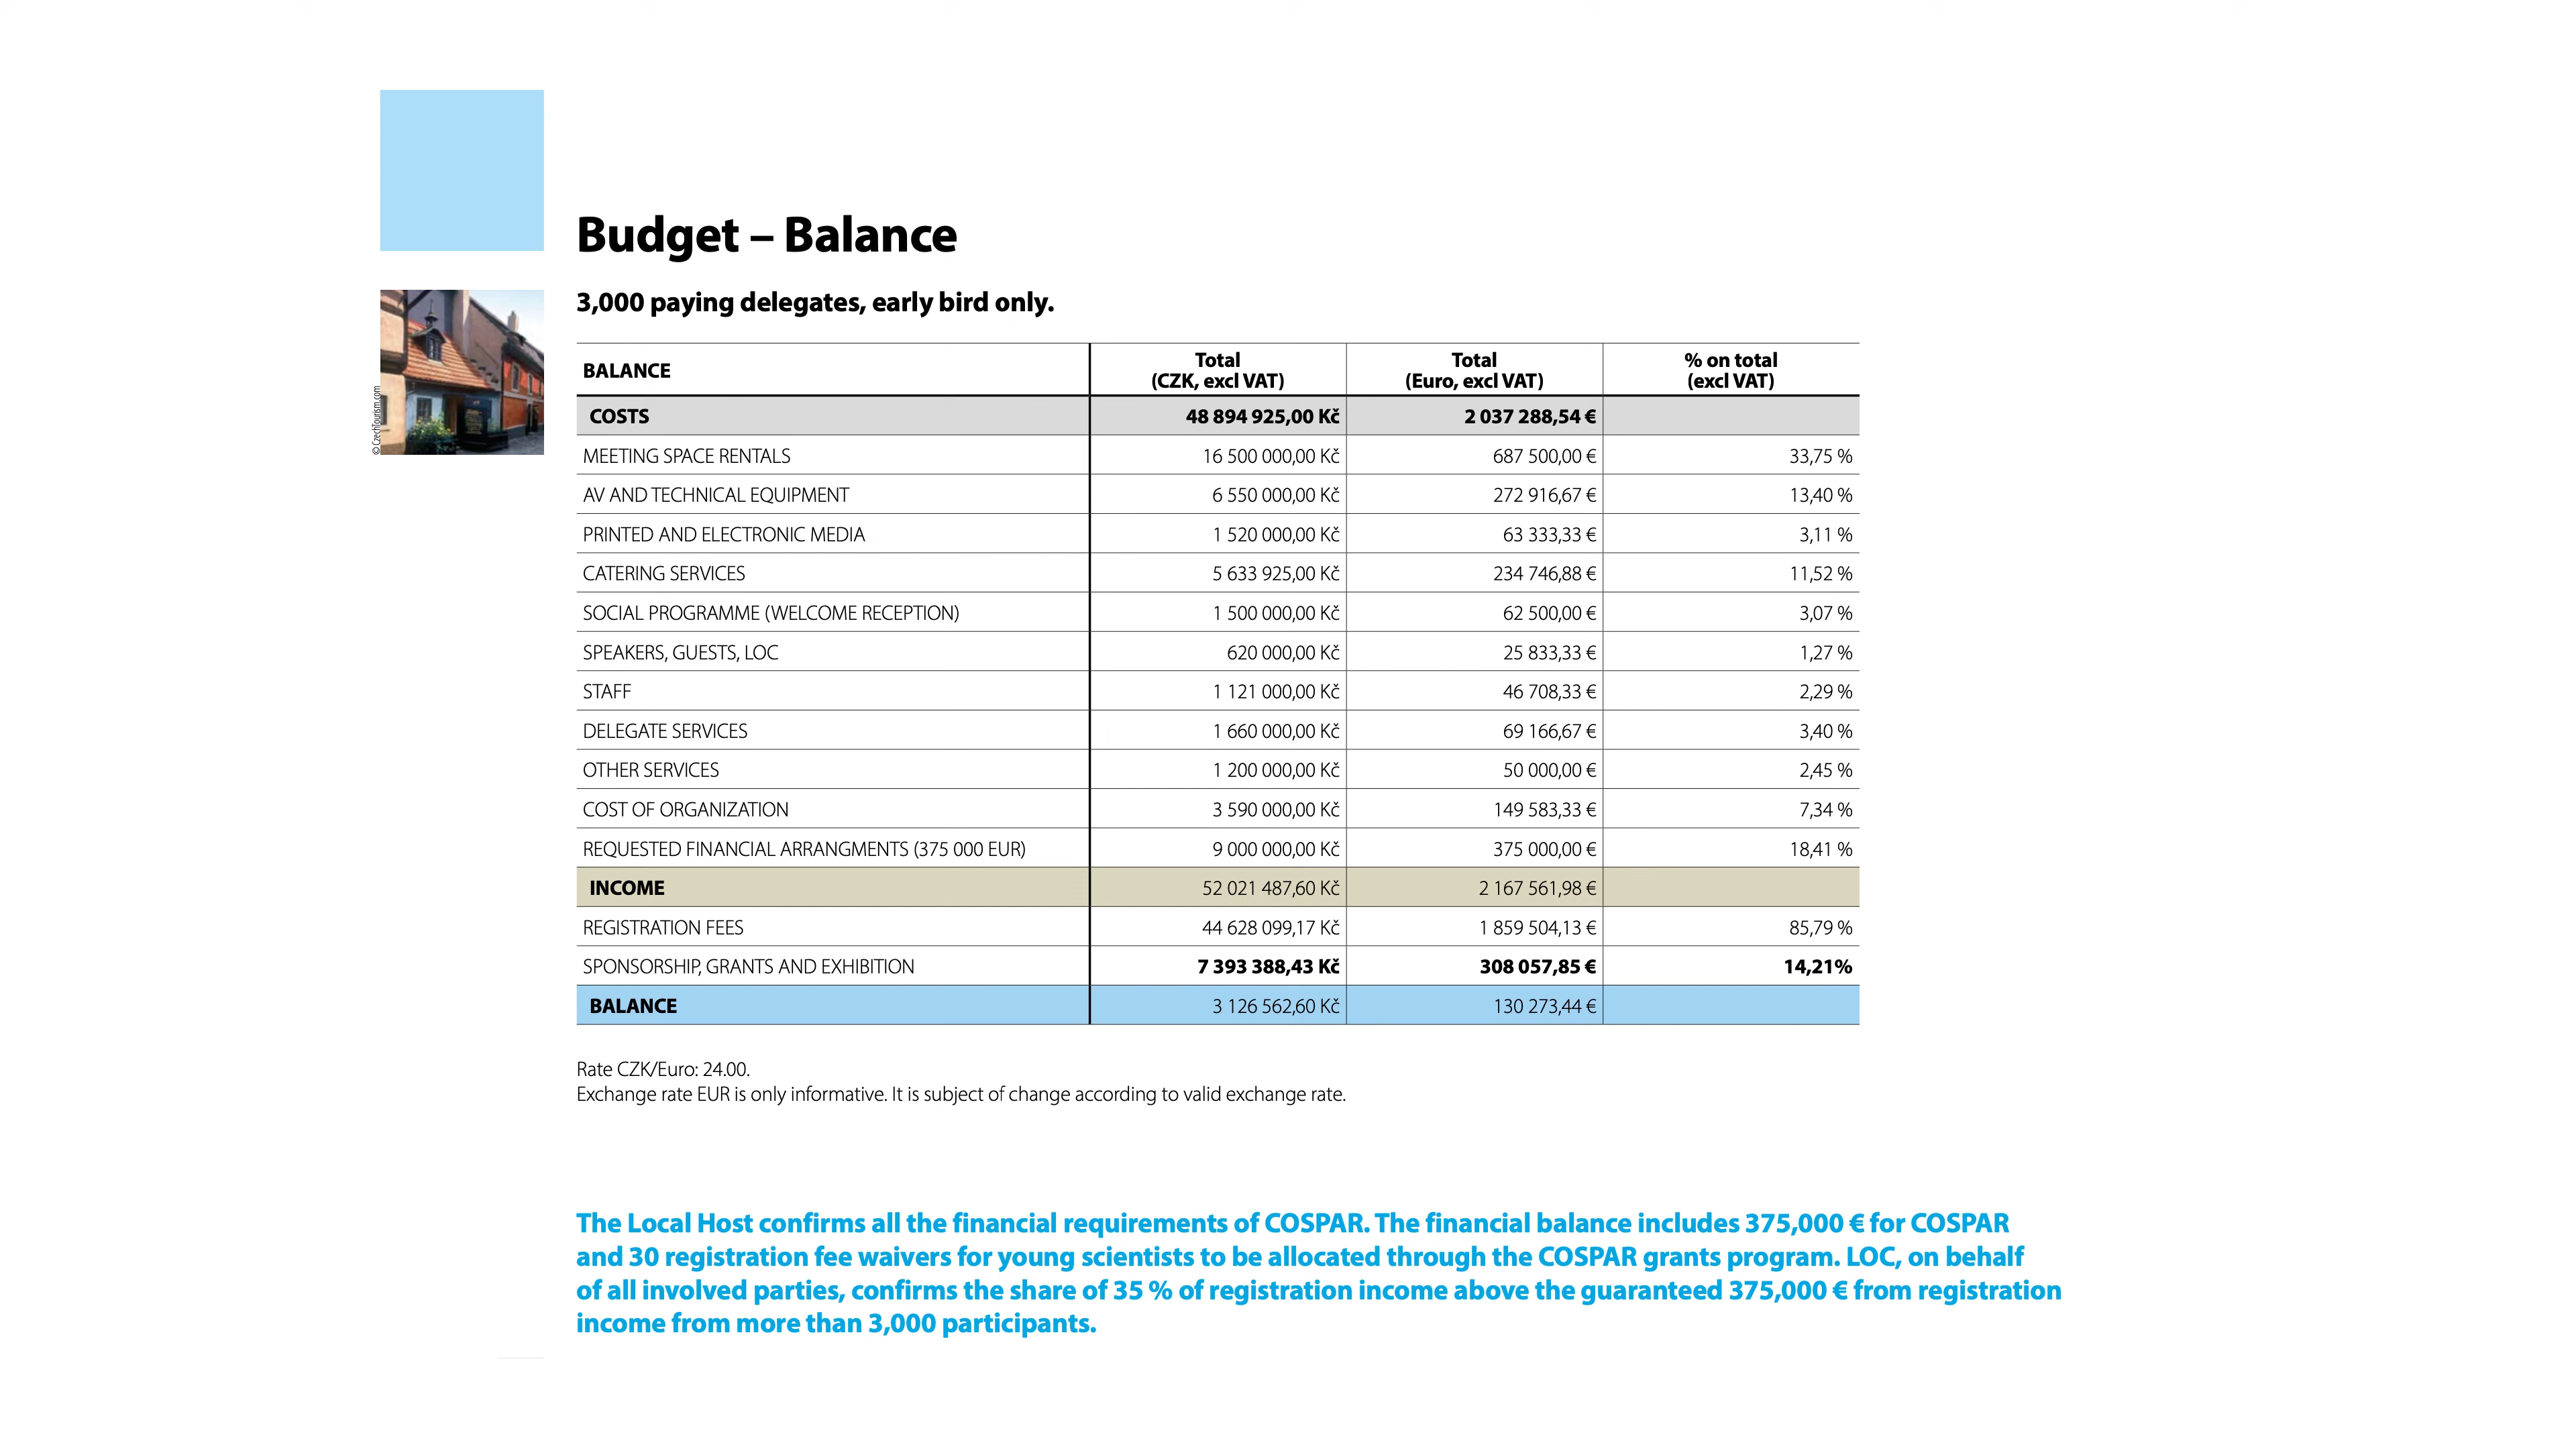 Budget – Balance
3,000 paying delegates, early bird only.
© CzechTourism.com
BALANCE Total (CZK, excl VAT) Total (Euro, excl VAT) % on total (excl VAT)
COSTS 48 894 925,00 Kč 2 037 288,54 €
MEETING SPACE RENTALS 16 500 000,00 Kč 687 500,00 € 33,75 %
AV AND TECHNICAL EQUIPMENT 6 550 000,00 Kč 272 916,67 € 13,40 %
PRINTED AND ELECTRONIC MEDIA 1 520 000,00 Kč 63 333,33 € 3,11 %
CATERING SERVICES 5 633 925,00 Kč 234 746,88 € 11,52 %
SOCIAL PROGRAMME (WELCOME RECEPTION) 1 500 000,00 Kč 62 500,00 € 3,07 %
SPEAKERS, GUESTS, LOC 620 000,00 Kč 25 833,33 € 1,27 %
STAFF 1 121 000,00 Kč 46 708,33 € 2,29 %
DELEGATE SERVICES 1 660 000,00 Kč 69 166,67 € 3,40 %
OTHER SERVICES 1 200 000,00 Kč 50 000,00 € 2,45 %
COST OF ORGANIZATION 3 590 000,00 Kč 149 583,33 € 7,34 %
REQUESTED FINANCIAL ARRANGMENTS (375 000 EUR) 9 000 000,00 Kč 375 000,00 € 18,41 %
INCOME 52 021 487,60 Kč 2 167 561,98 €
REGISTRATION FEES 44 628 099,17 Kč 1 859 504,13 € 85,79 %
SPONSORSHIP, GRANTS AND EXHIBITION 7 393 388,43 Kč 308 057,85 € 14,21%
BALANCE 3 126 562,60 Kč 130 273,44 €
Rate CZK/Euro: 24.00.
Exchange rate EUR is only informative. It is subject of change according to valid exchange rate.
The Local Host confirms all the financial requirements of COSPAR. The financial balance includes 375,000 € for COSPAR
and 30 registration fee waivers for young scientists to be allocated through the COSPAR grants program. LOC, on behalf
of all involved parties, confirms the share of 35 % of registration income above the guaranteed 375,000 € from registration
income from more than 3,000 participants.